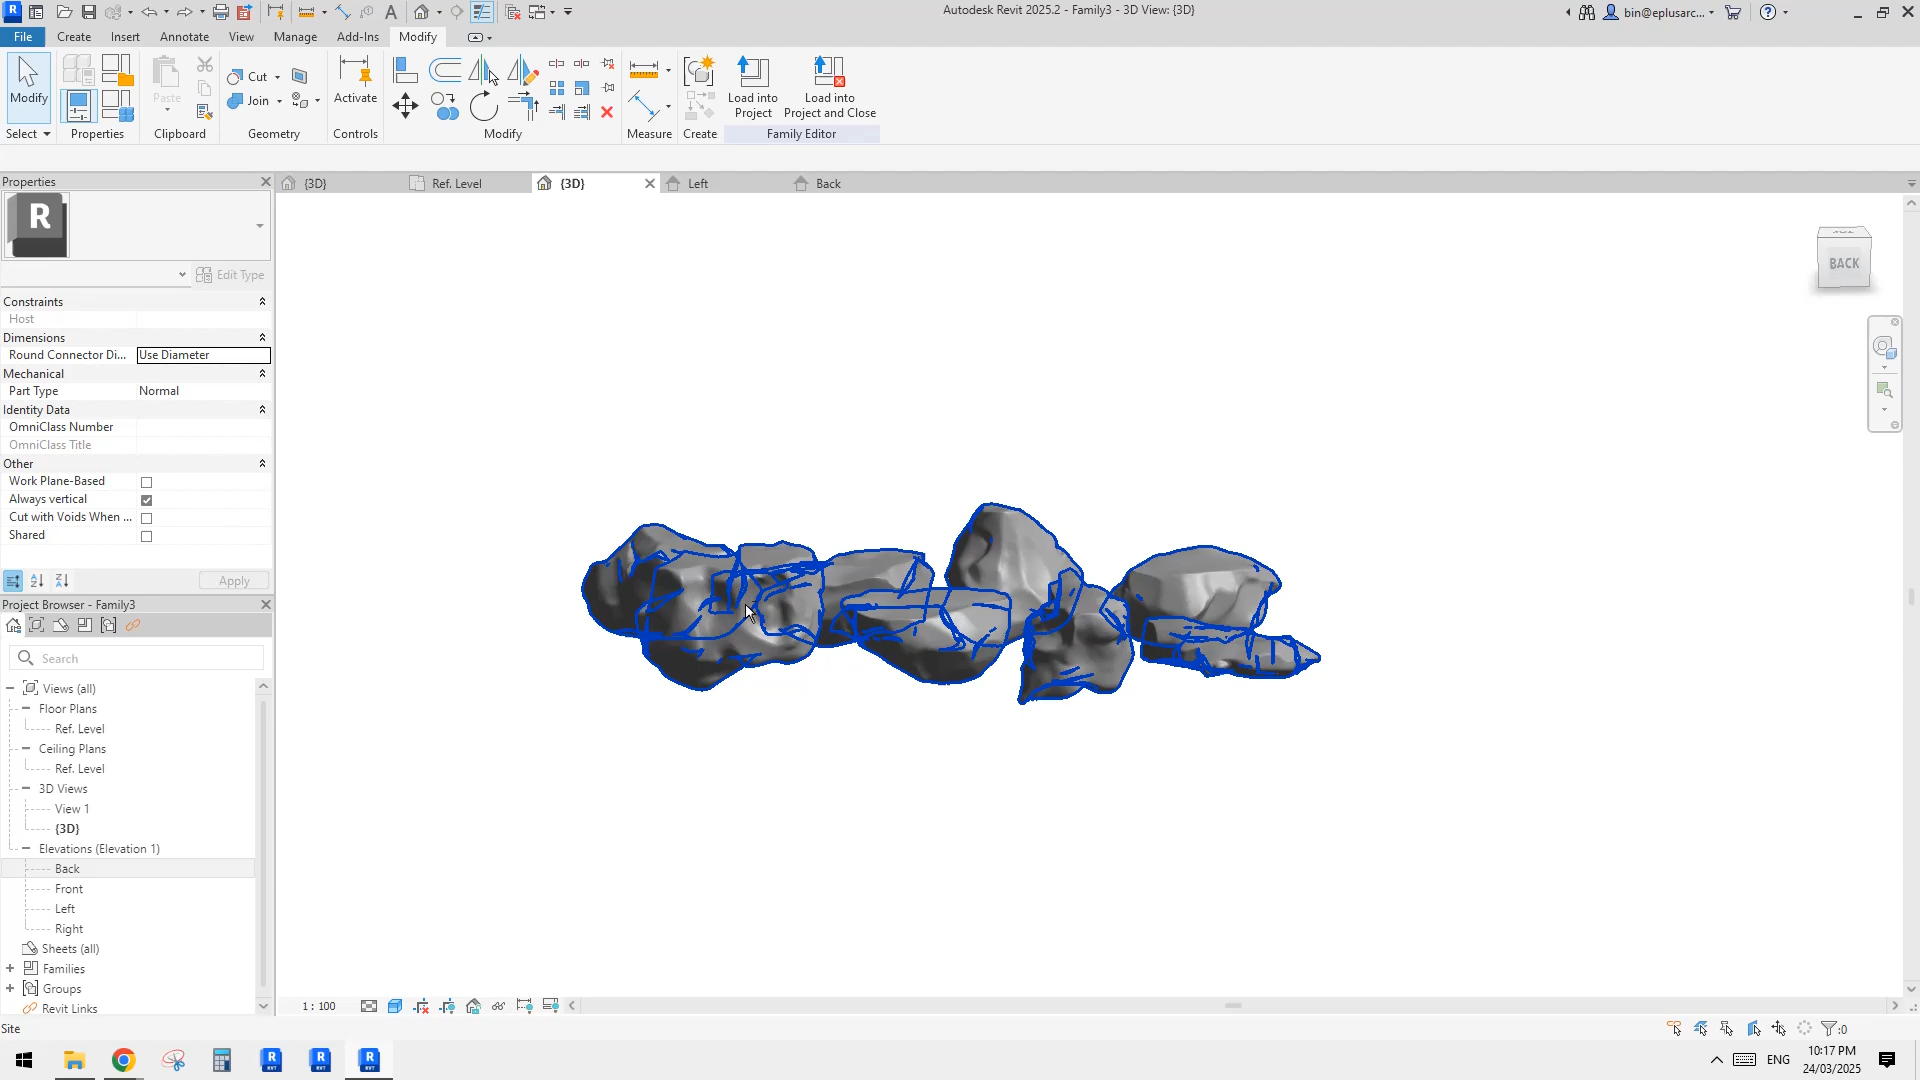 Autodesk Revit 2025.2 - Family3 - 3D View: {3D}
bin@eplusarc...
File Create Insert Annotate View Manage Add-Ins Modify
Modify
Paste
Cut
Join
Activate
Load into
Project
Load into
Project and Close
Select Properties Clipboard Geometry Controls Modify Measure Create Family Editor
Properties
{3D} Ref. Level {3D} Left Back
R
Edit Type
BACK
Constraints
Host
Dimensions
Round Connector Di... Use Diameter
Mechanical
Part Type Normal
Identity Data
OmniClass Number
OmniClass Title
Other
Work Plane-Based
Always vertical
Cut with Voids When ...
Shared
Apply
Project Browser - Family3
Search
Views (all)
Floor Plans
Ref. Level
Ceiling Plans
Ref. Level
3D Views
View 1
{3D}
Elevations (Elevation 1)
Back
Front
Left
Right
Sheets (all)
Families
Groups
Revit Links
1 : 100
Site
:0
ENG
10:17 PM
24/03/2025